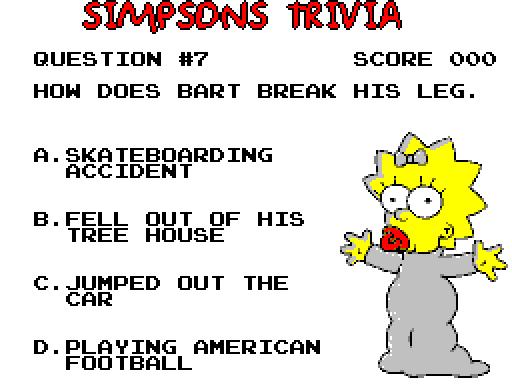 SIMPSONS TRIVIA
QUESTION #7 SCORE 000
HOW DOES BART BREAK HIS LEG.
A.SKATEBOARDING
ACCIDENT
B.FELL OUT OF HIS
TREE HOUSE
C.JUMPED OUT THE
CAR
D.PLAYING AMERICAN
FOOTBALL